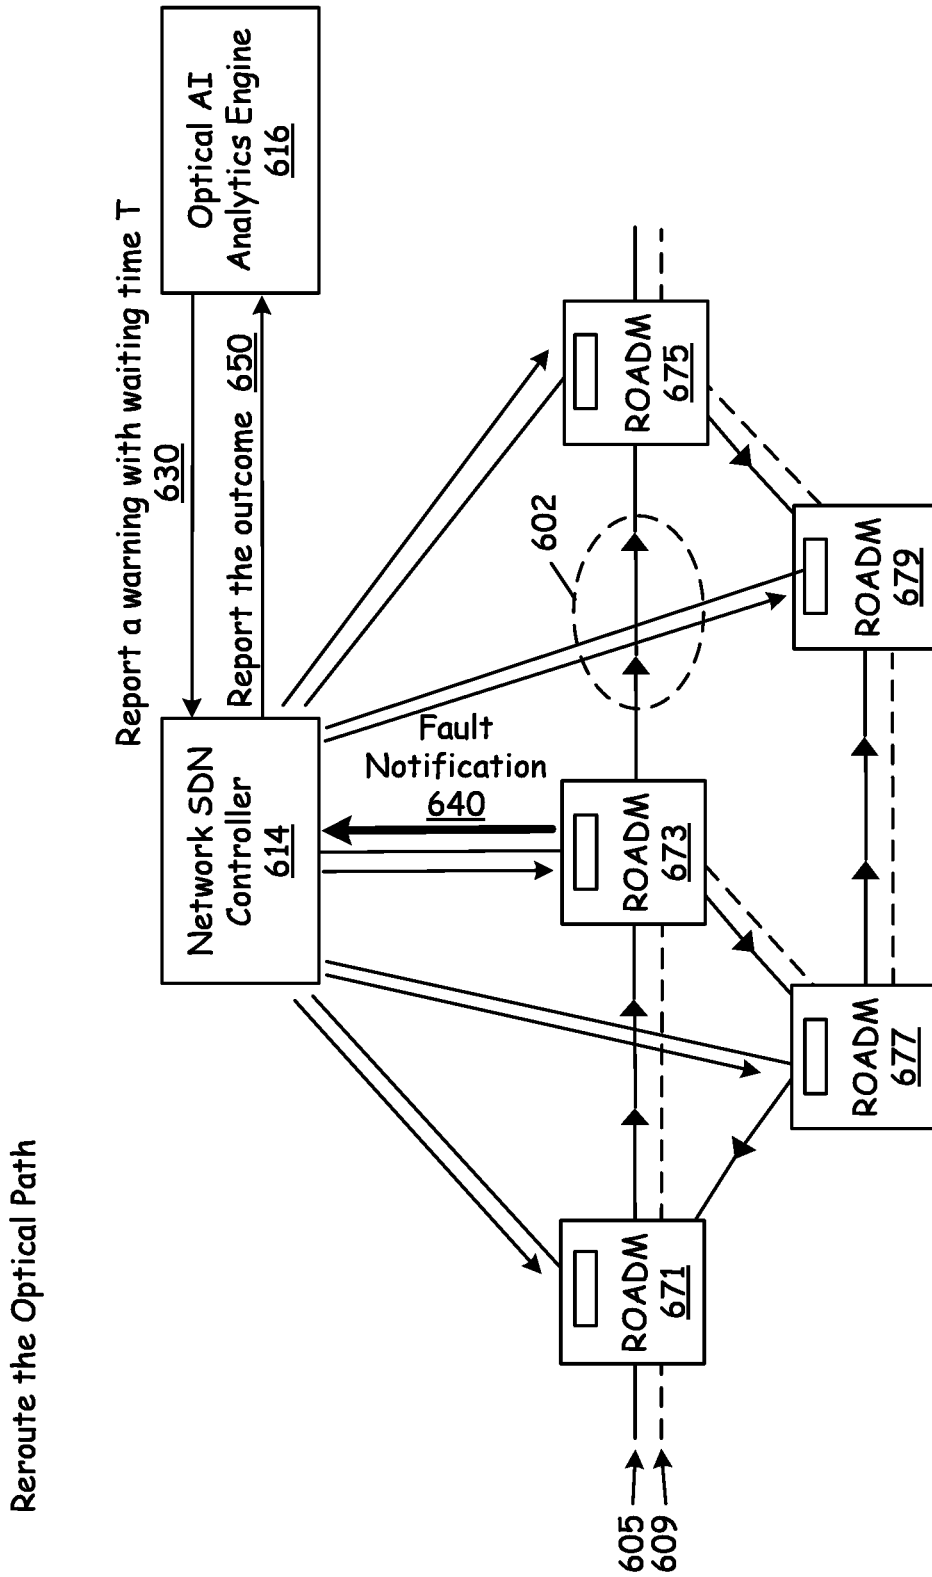 Reroute the Optical Path
Report a warning with waiting time T
630
Report the outcome 650
Optical AI
Analytics Engine
616
Network SDN
Controller
614
Fault
Notification
640
602
ROADM
671
ROADM
673
ROADM
675
ROADM
677
ROADM
679
605
609